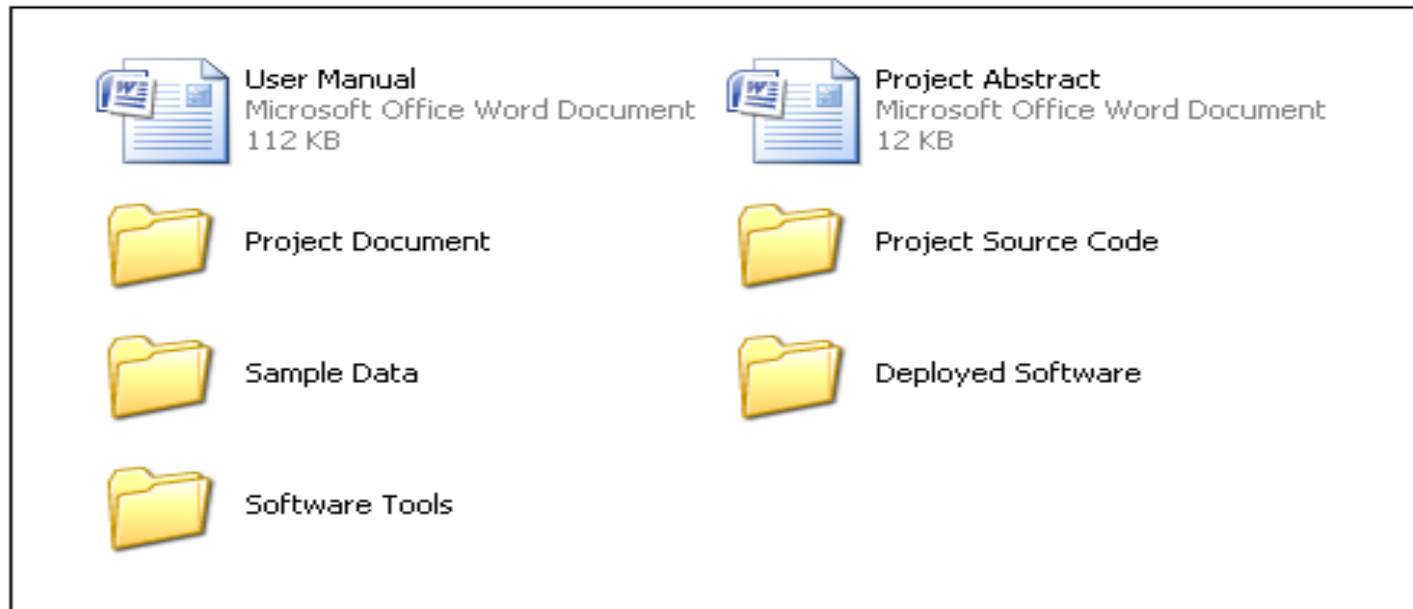 User Manual
Microsoft Office Word Document
112 KB
Project Abstract
Microsoft Office Word Document
12 KB
Project Document
Project Source Code
Sample Data
Deployed Software
Software Tools